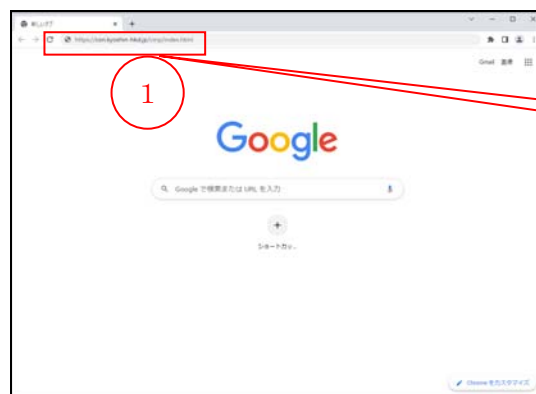 新しいタブ
Gmail 画像
1
Google
Google で検索または URL を入力
ショートカッ...
Chrome をカスタマイズ